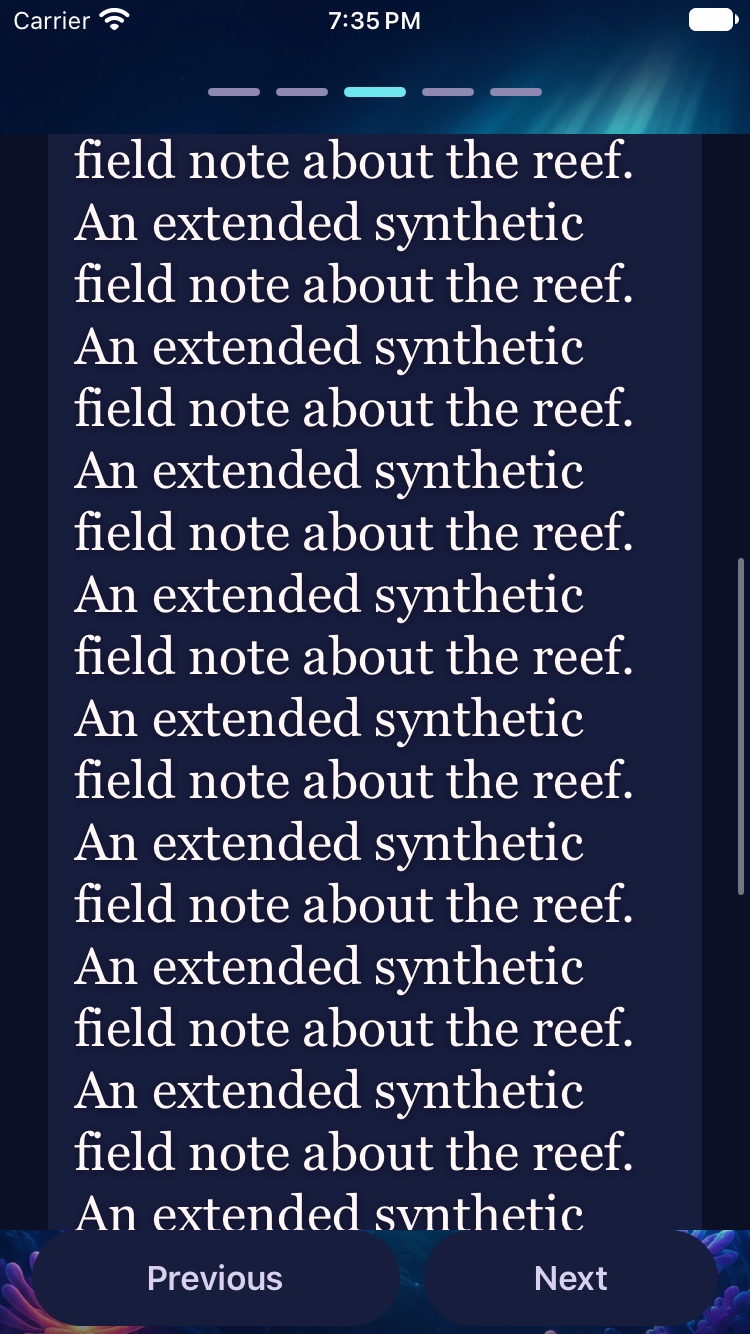 Carrier
7:35 PM
field note about the reef.
An extended synthetic
field note about the reef.
An extended synthetic
field note about the reef.
An extended synthetic
field note about the reef.
An extended synthetic
field note about the reef.
An extended synthetic
field note about the reef.
An extended synthetic
field note about the reef.
An extended synthetic
field note about the reef.
An extended synthetic
field note about the reef.
An extended synthetic
Previous
Next